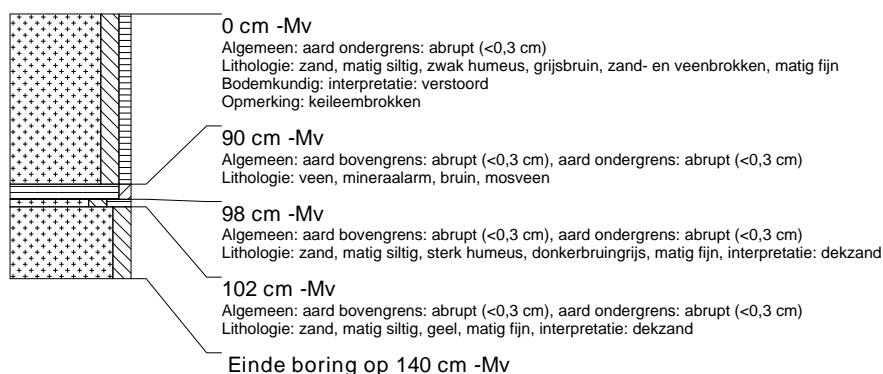 0 cm -Mv
Algemeen: aard ondergrens: abrupt (<0,3 cm)
Lithologie: zand, matig siltig, zwak humeus, grijsbruin, zand- en veenbrokken, matig fijn
Bodemkundig: interpretatie: verstoord
Opmerking: keileembrokken
90 cm -Mv
Algemeen: aard bovengrens: abrupt (<0,3 cm), aard ondergrens: abrupt (<0,3 cm)
Lithologie: veen, mineraalarm, bruin, mosveen
98 cm -Mv
Algemeen: aard bovengrens: abrupt (<0,3 cm), aard ondergrens: abrupt (<0,3 cm)
Lithologie: zand, matig siltig, sterk humeus, donkerbruingrijs, matig fijn, interpretatie: dekzand
102 cm -Mv
Algemeen: aard bovengrens: abrupt (<0,3 cm), aard ondergrens: abrupt (<0,3 cm)
Lithologie: zand, matig siltig, geel, matig fijn, interpretatie: dekzand
Einde boring op 140 cm -Mv